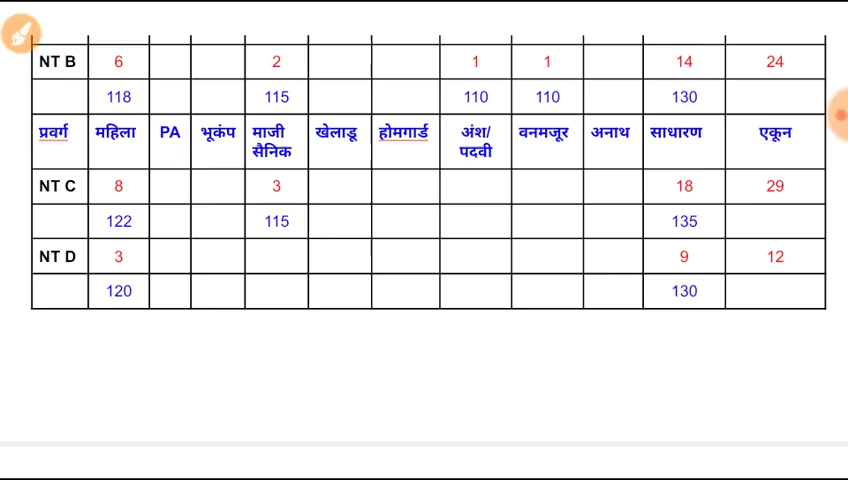 NT B 6 2 1 1 14 24
118 115 110 110 130
प्रवर्ग महिला PA भूकंप माजी सैनिक खेलाडू होमगार्ड अंश/ पदवी वनमजूर अनाथ साधारण एकून
NT C 8 3 18 29
122 115 135
NT D 3 9 12
120 130